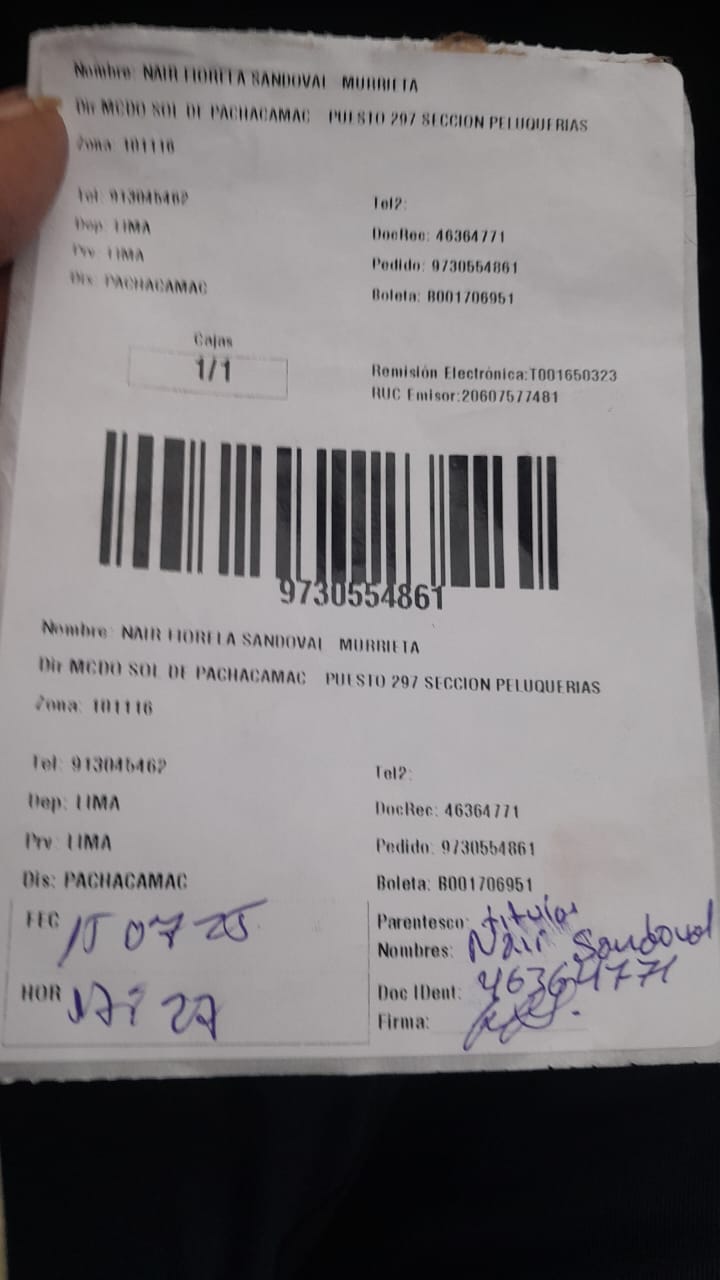 Nombre: NAIR FIORELA SANDOVAL MURRIETA
Dir MCDO SOL DE PACHACAMAC PUESTO 297 SECCION PELUQUERIAS
Zona: 101116
Tel: 913045462
Tel2:
Dep: LIMA
DocRec: 46364771
Prv: LIMA
Pedido: 9730554861
Dis: PACHACAMAC
Boleta: B001706951
Cajas
1/1
Remisión Electrónica:T001650323
RUC Emisor:20607577481
9730554861
Nombre: NAIR FIORELA SANDOVAL MURRIETA
Dir MCDO SOL DE PACHACAMAC PUESTO 297 SECCION PELUQUERIAS
Zona: 101116
Tel: 913045462
Tel2:
Dep: LIMA
DocRec: 46364771
Prv: LIMA
Pedido: 9730554861
Dis: PACHACAMAC
Boleta: B001706951
FEC 15 07 25
Parentesco: titular
Nombres: Nair Sandoval
HOR 17:27
Doc IDent: 46364771
Firma: